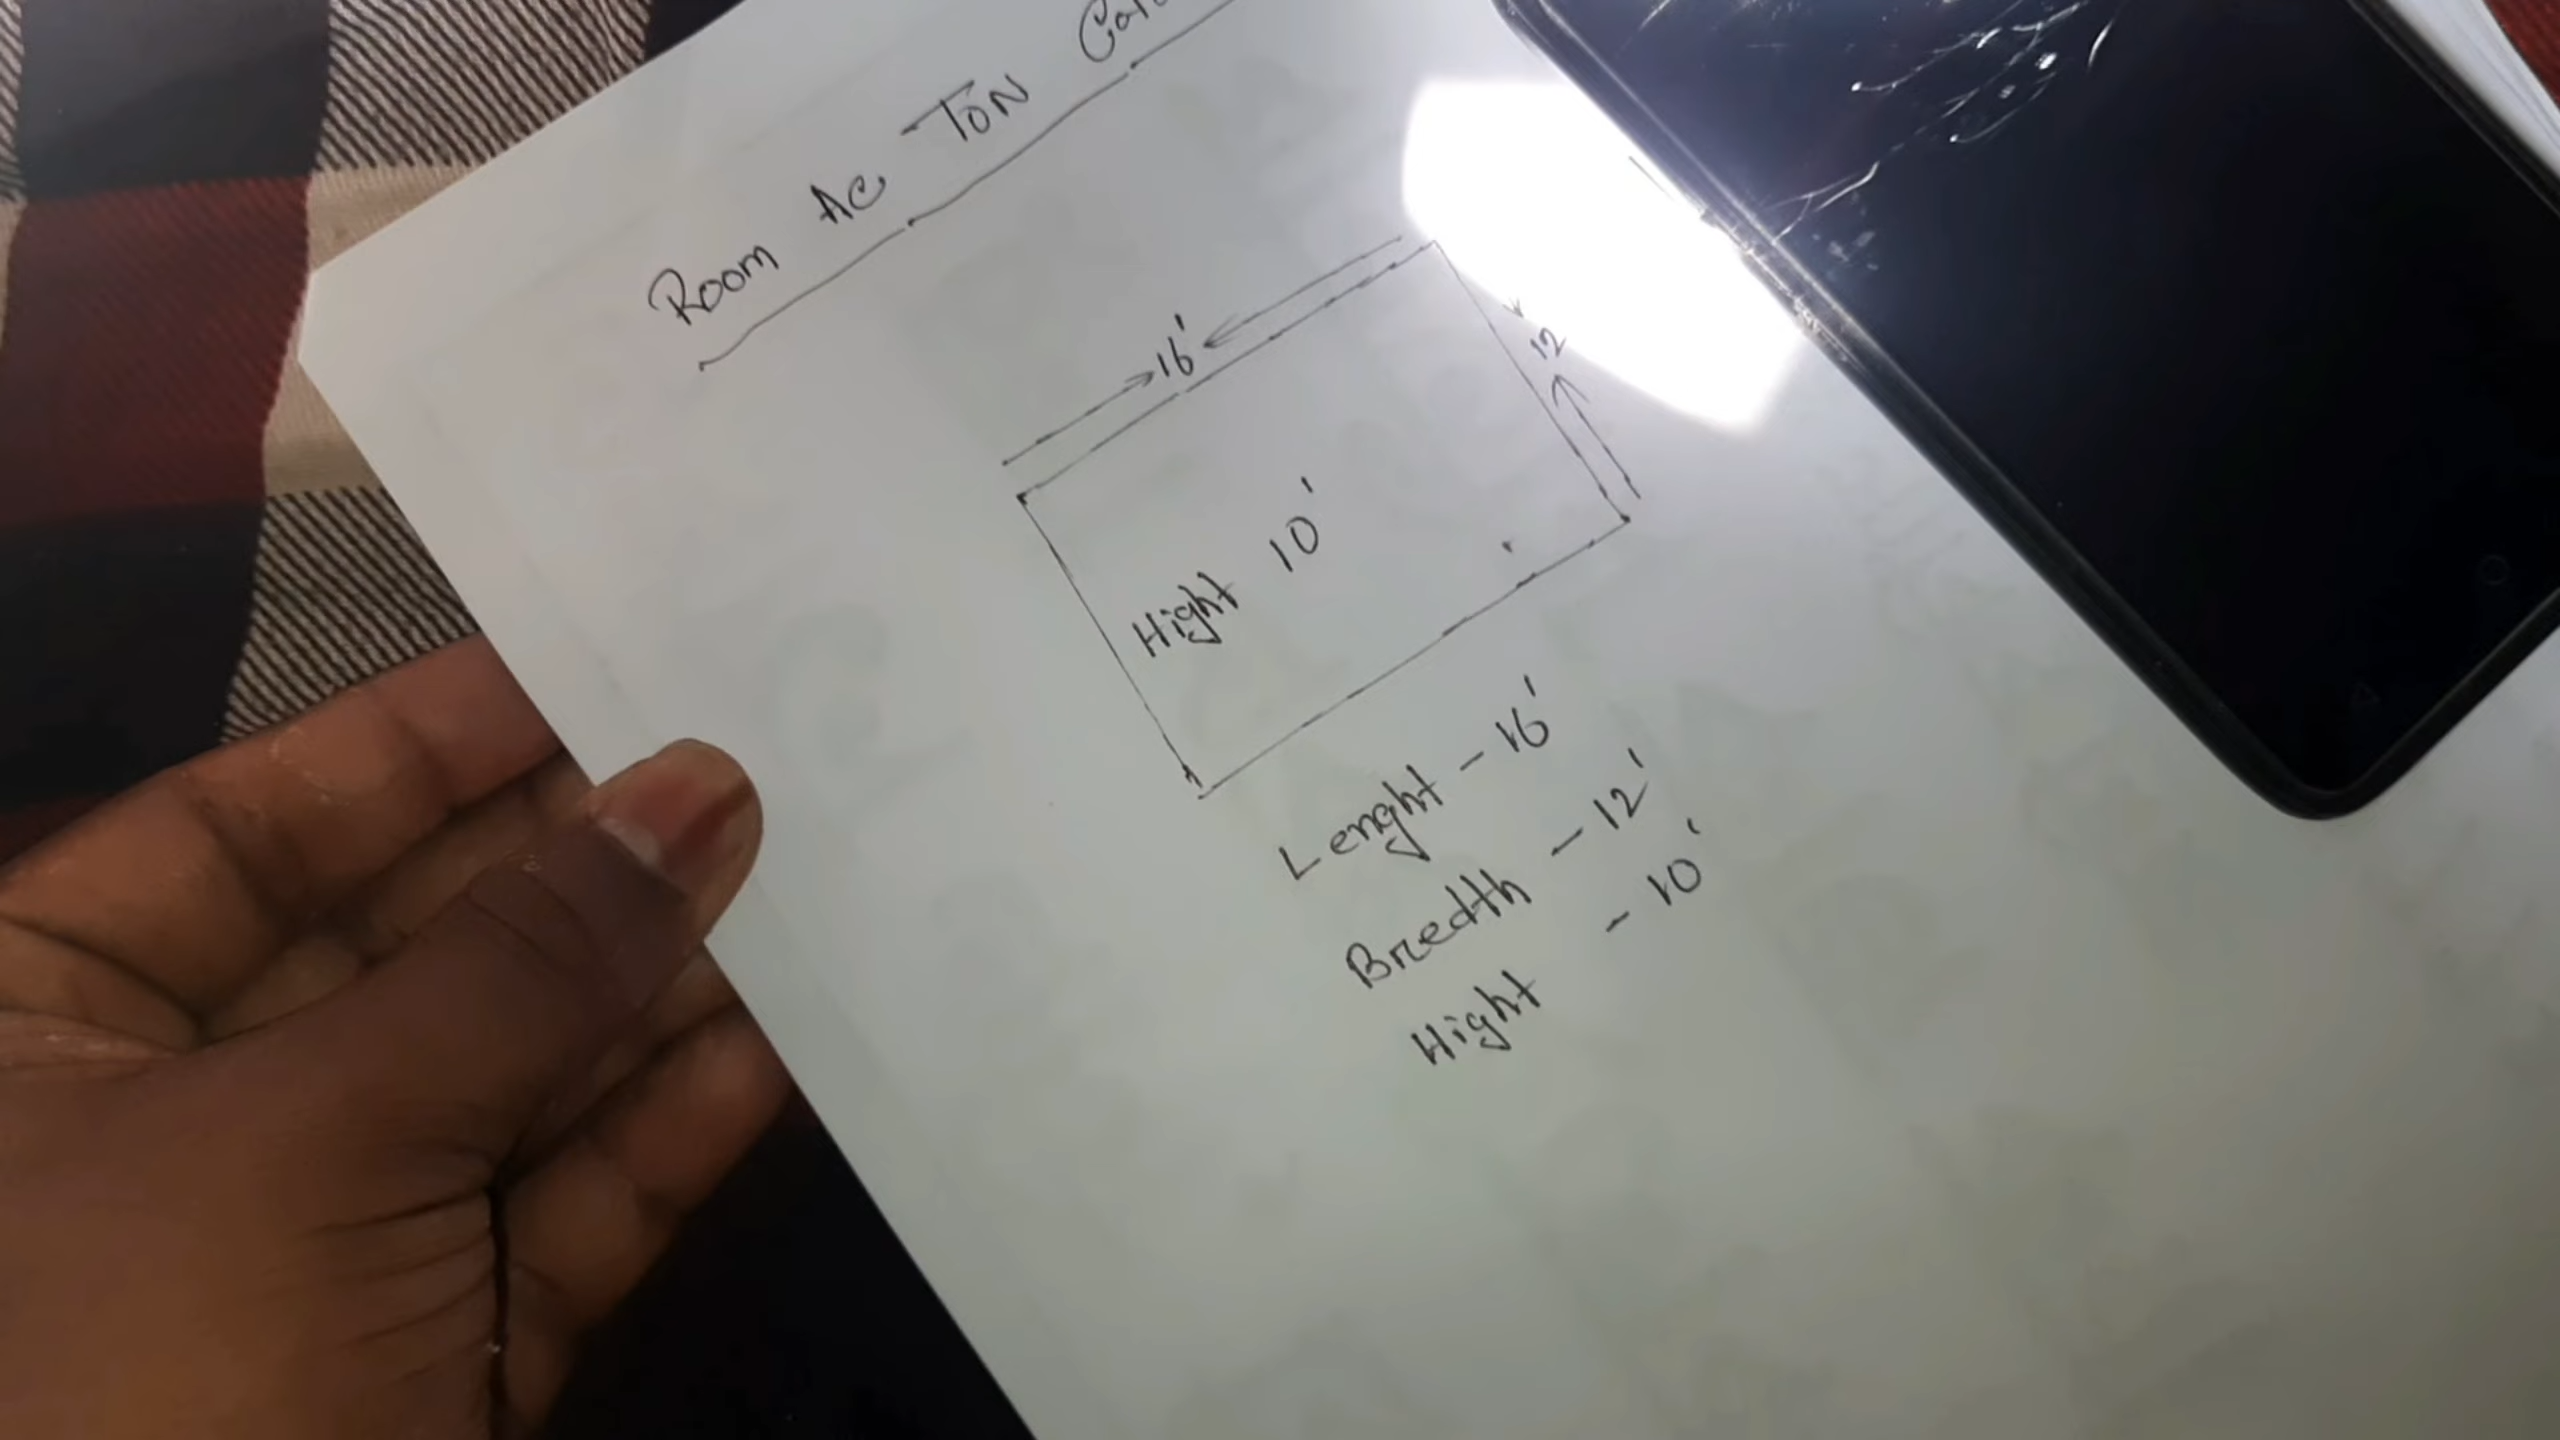 Room AC TON
16'
12
Hight 10'
Lenght - 16'
Bredth - 12'
Hight - 10'